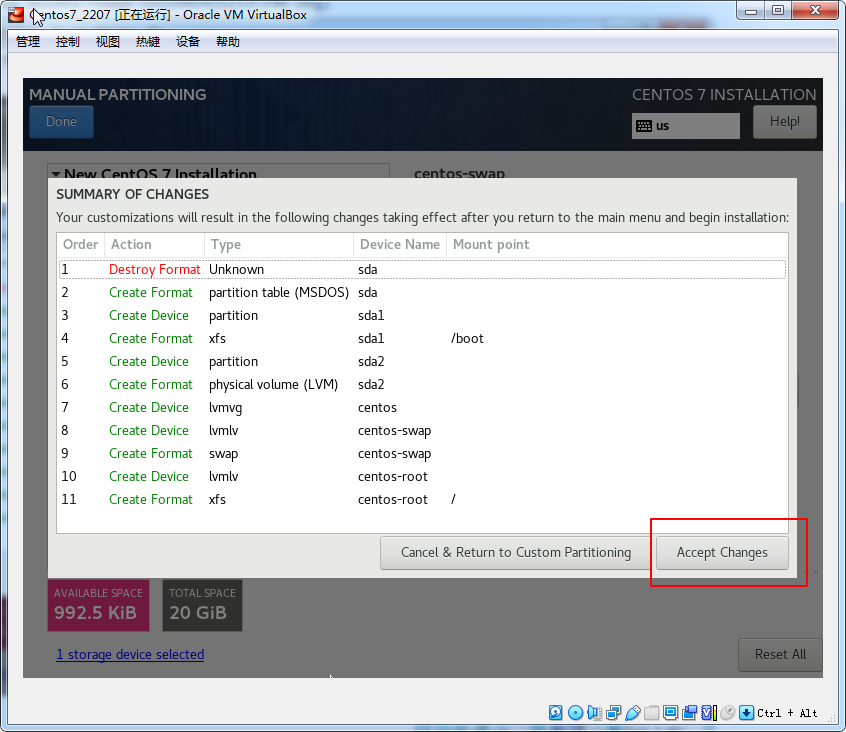 Centos7_2207 [正在运行] - Oracle VM VirtualBox
管理 控制 视图 热键 设备 帮助
MANUAL PARTITIONING
CENTOS 7 INSTALLATION
Done
us
Help!
New CentOS 7 Installation
centos-swap
SUMMARY OF CHANGES
Your customizations will result in the following changes taking effect after you return to the main menu and begin installation:
Order Action Type Device Name Mount point
1 Destroy Format Unknown sda
2 Create Format partition table (MSDOS) sda
3 Create Device partition sda1
4 Create Format xfs sda1 /boot
5 Create Device partition sda2
6 Create Format physical volume (LVM) sda2
7 Create Device lvmvg centos
8 Create Device lvmlv centos-swap
9 Create Format swap centos-swap
10 Create Device lvmlv centos-root
11 Create Format xfs centos-root /
Cancel & Return to Custom Partitioning
Accept Changes
AVAILABLE SPACE
992.5 KiB
TOTAL SPACE
20 GiB
1 storage device selected
Reset All
Ctrl + Alt